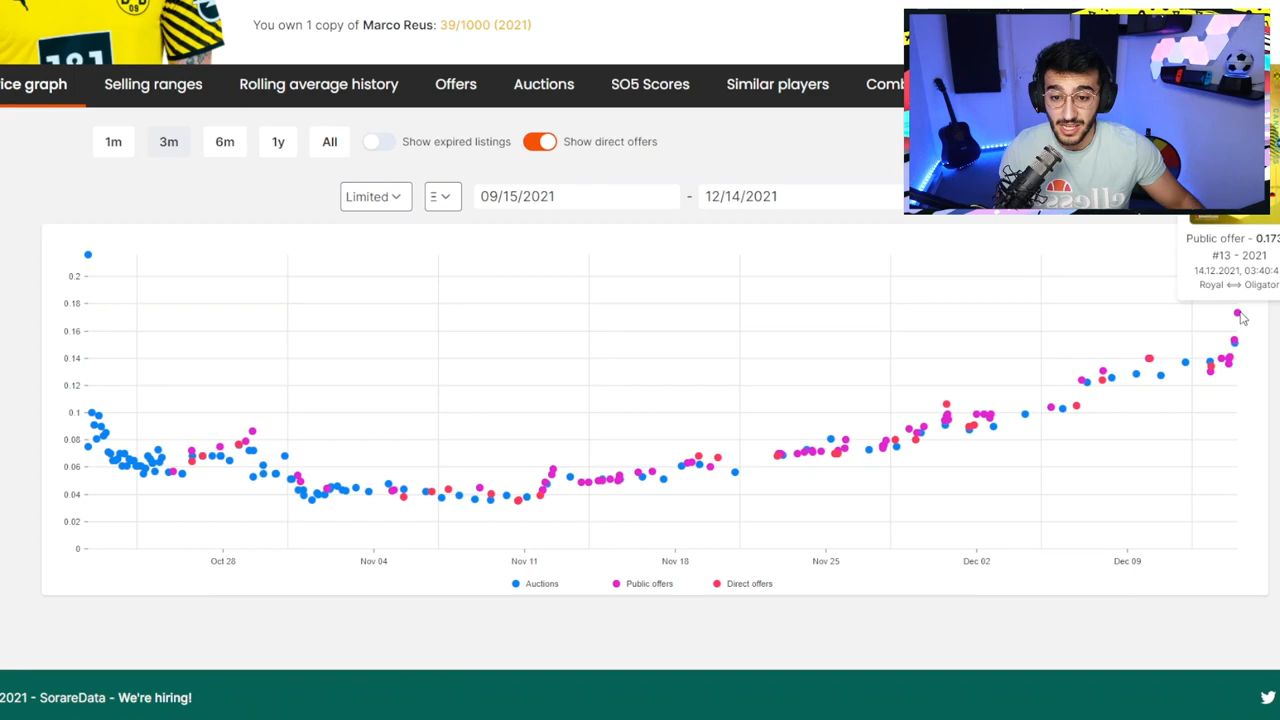 09
1&1
You own 1 copy of Marco Reus: 39/1000 (2021)
ice graph Selling ranges Rolling average history Offers Auctions SO5 Scores Similar players Com
1m 3m 6m 1y All Show expired listings Show direct offers
Limited 09/15/2021 - 12/14/2021
ellesse
Public offer - 0.173
#13 - 2021
14.12.2021, 03:40:4
Royal ⟺ Oligator
0.2
0.18
0.16
0.14
0.12
0.1
0.08
0.06
0.04
0.02
0
Oct 28 Nov 04 Nov 11 Nov 18 Nov 25 Dec 02 Dec 09
Auctions Public offers Direct offers
2021 - SorareData - We're hiring!